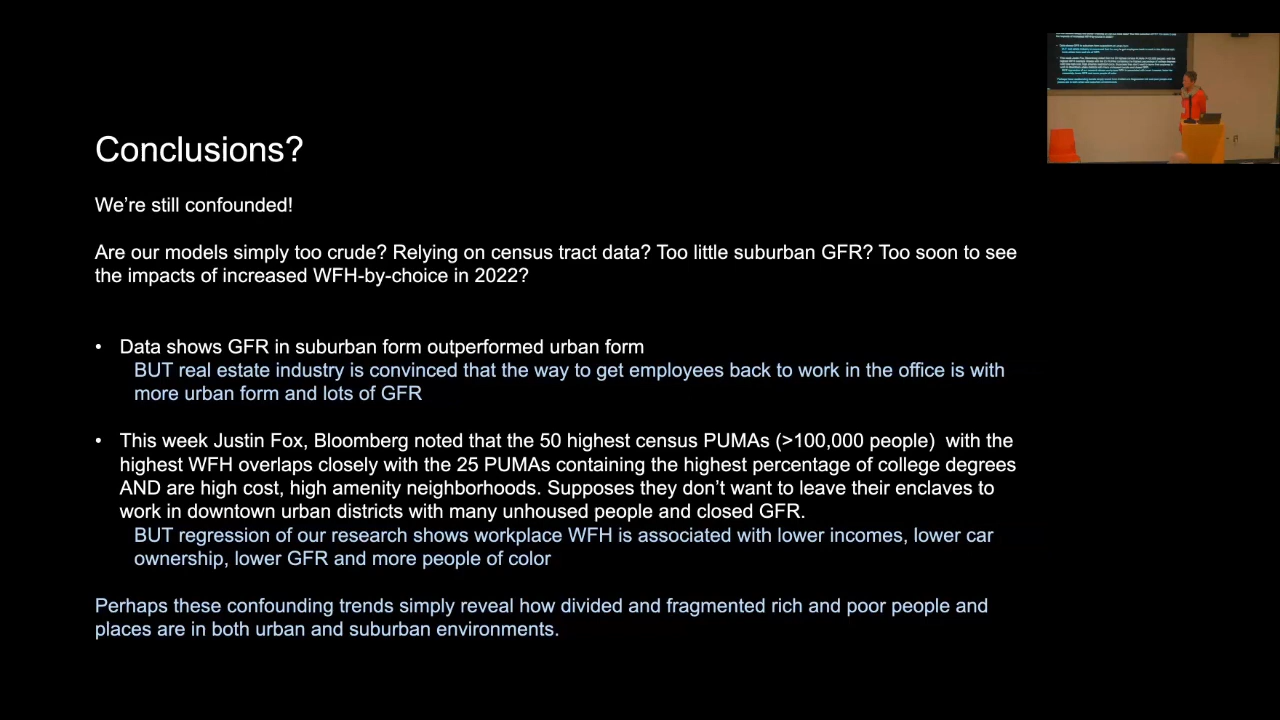 Conclusions?
We're still confounded!
Are our models simply too crude? Relying on census tract data? Too little suburban GFR? Too soon to see
the impacts of increased WFH-by-choice in 2022?
• Data shows GFR in suburban form outperformed urban form
BUT real estate industry is convinced that the way to get employees back to work in the office is with
more urban form and lots of GFR
• This week Justin Fox, Bloomberg noted that the 50 highest census PUMAs (>100,000 people)  with the
highest WFH overlaps closely with the 25 PUMAs containing the highest percentage of college degrees
AND are high cost, high amenity neighborhoods. Supposes they don't want to leave their enclaves to
work in downtown urban districts with many unhoused people and closed GFR.
BUT regression of our research shows workplace WFH is associated with lower incomes, lower car
ownership, lower GFR and more people of color
Perhaps these confounding trends simply reveal how divided and fragmented rich and poor people and
places are in both urban and suburban environments.